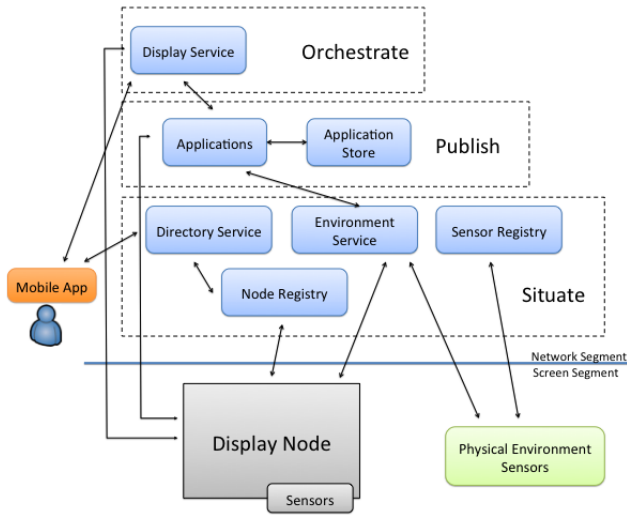 Display Service
Orchestrate
Applications
Application
Store
Publish
Directory Service
Environment
Service
Sensor Registry
Mobile App
Node Registry
Situate
Network Segment
Screen Segment
Display Node
Physical Environment
Sensors
Sensors